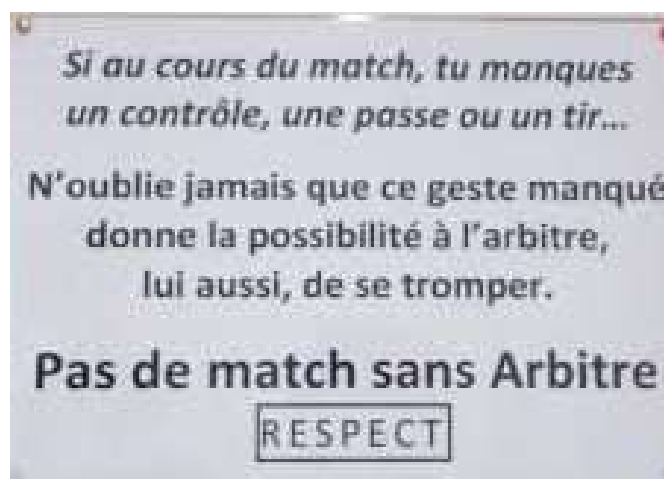 Si au cours du match, tu manques
un contrôle, une passe ou un tir...
N'oublie jamais que ce geste manqué
donne la possibilité à l'arbitre,
lui aussi, de se tromper.
Pas de match sans Arbitre
RESPECT